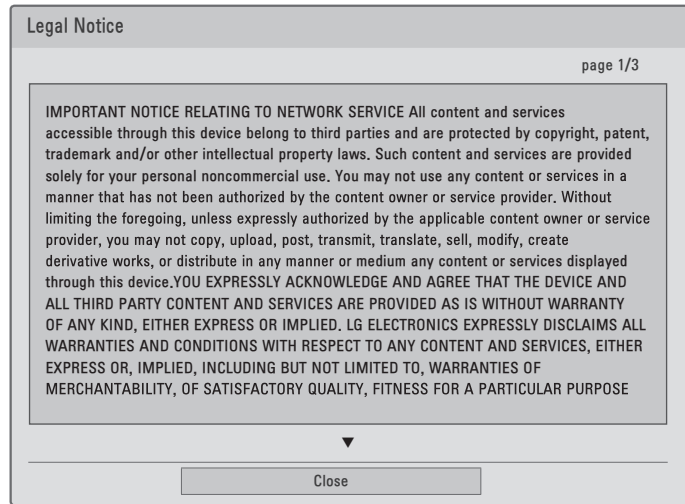 Legal Notice
page 1/3
IMPORTANT NOTICE RELATING TO NETWORK SERVICE All content and services
accessible through this device belong to third parties and are protected by copyright, patent,
trademark and/or other intellectual property laws. Such content and services are provided
solely for your personal noncommercial use. You may not use any content or services in a
manner that has not been authorized by the content owner or service provider. Without
limiting the foregoing, unless expressly authorized by the applicable content owner or service
provider, you may not copy, upload, post, transmit, translate, sell, modify, create
derivative works, or distribute in any manner or medium any content or services displayed
through this device.YOU EXPRESSLY ACKNOWLEDGE AND AGREE THAT THE DEVICE AND
ALL THIRD PARTY CONTENT AND SERVICES ARE PROVIDED AS IS WITHOUT WARRANTY
OF ANY KIND, EITHER EXPRESS OR IMPLIED. LG ELECTRONICS EXPRESSLY DISCLAIMS ALL
WARRANTIES AND CONDITIONS WITH RESPECT TO ANY CONTENT AND SERVICES, EITHER
EXPRESS OR, IMPLIED, INCLUDING BUT NOT LIMITED TO, WARRANTIES OF
MERCHANTABILITY, OF SATISFACTORY QUALITY, FITNESS FOR A PARTICULAR PURPOSE
▼
Close